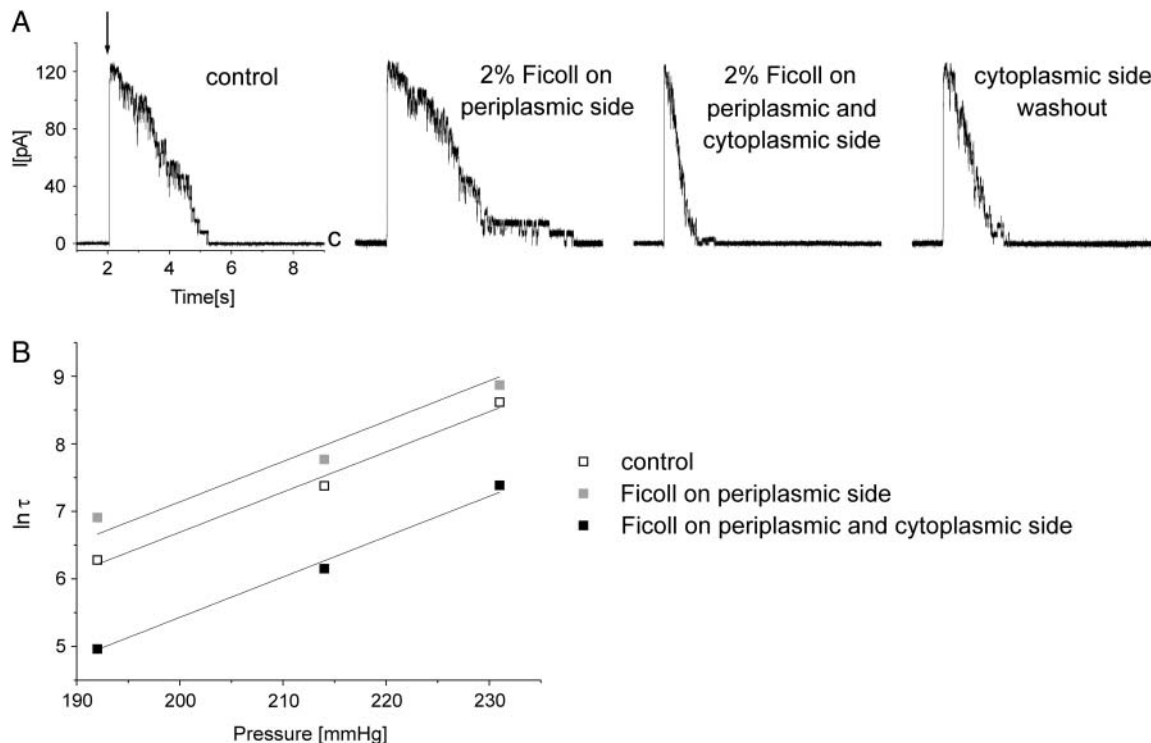 A
control
2% Ficoll on
periplasmic side
2% Ficoll on
periplasmic and
cytoplasmic side
cytoplasmic side
washout
I[pA]
120
80
40
0
C
2 4 6 8
Time[s]
B
ln τ
9
8
7
6
5
190 200 210 220 230
Pressure [mmHg]
control
Ficoll on periplasmic side
Ficoll on periplasmic and cytoplasmic side